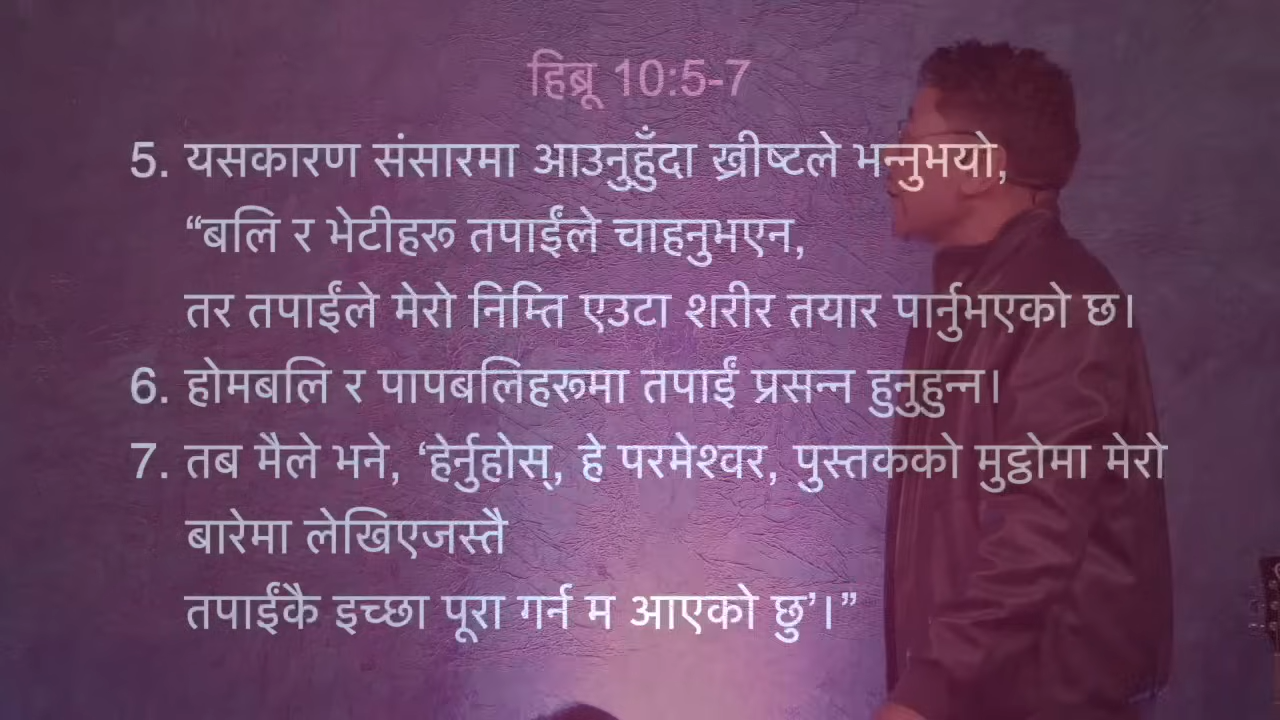 हिब्रू 10:5-7
5. यसकारण संसारमा आउनुहुँदा ख्रीष्टले भन्नुभयो,
“बलि र भेटीहरू तपाईंले चाहनुभएन,
तर तपाईंले मेरो निम्ति एउटा शरीर तयार पार्नुभएको छ।
6. होमबलि र पापबलिहरूमा तपाईं प्रसन्न हुनुहुन्न।
7. तब मैले भने, ‘हेर्नुहोस्, हे परमेश्वर, पुस्तकको मुट्ठोमा मेरो
बारेमा लेखिएजस्तै
तपाईंकै इच्छा पूरा गर्न म आएको छु’।”